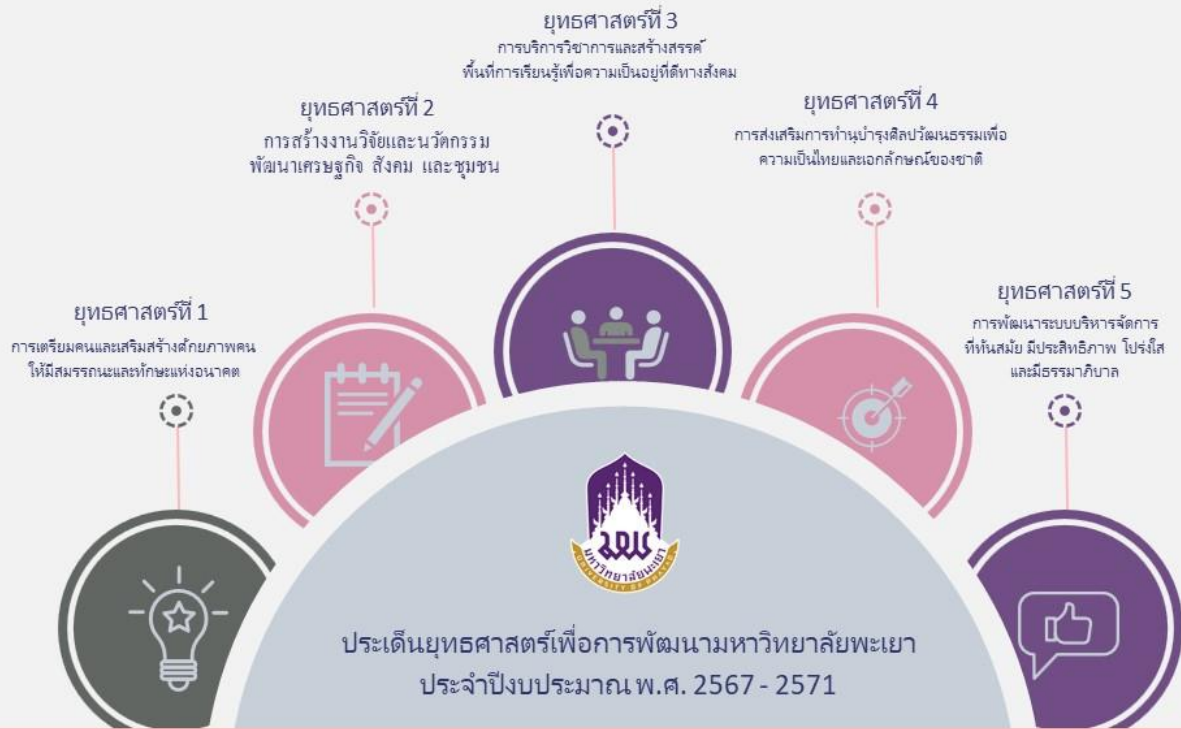 ยุทธศาสตร์ที่ 1
การเตรียมคนและเสริมสร้างศักยภาพคน
ให้มีสมรรถนะและทักษะแห่งอนาคต
ยุทธศาสตร์ที่ 2
การสร้างงานวิจัยและนวัตกรรม
พัฒนาเศรษฐกิจ สังคม และชุมชน
ยุทธศาสตร์ที่ 3
การบริการวิชาการและสร้างสรรค์
พื้นที่การเรียนรู้เพื่อความเป็นอยู่ที่ดีทางสังคม
ยุทธศาสตร์ที่ 4
การส่งเสริมการทำนุบำรุงศิลปวัฒนธรรมเพื่อ
ความเป็นไทยและเอกลักษณ์ของชาติ
ยุทธศาสตร์ที่ 5
การพัฒนาระบบบริหารจัดการ
ที่ทันสมัย มีประสิทธิภาพ โปร่งใส
และมีธรรมาภิบาล
มหาวิทยาลัยพะเยา
UNIVERSITY OF PHAYAO
ประเด็นยุทธศาสตร์เพื่อการพัฒนามหาวิทยาลัยพะเยา
ประจำปีงบประมาณ พ.ศ. 2567 - 2571